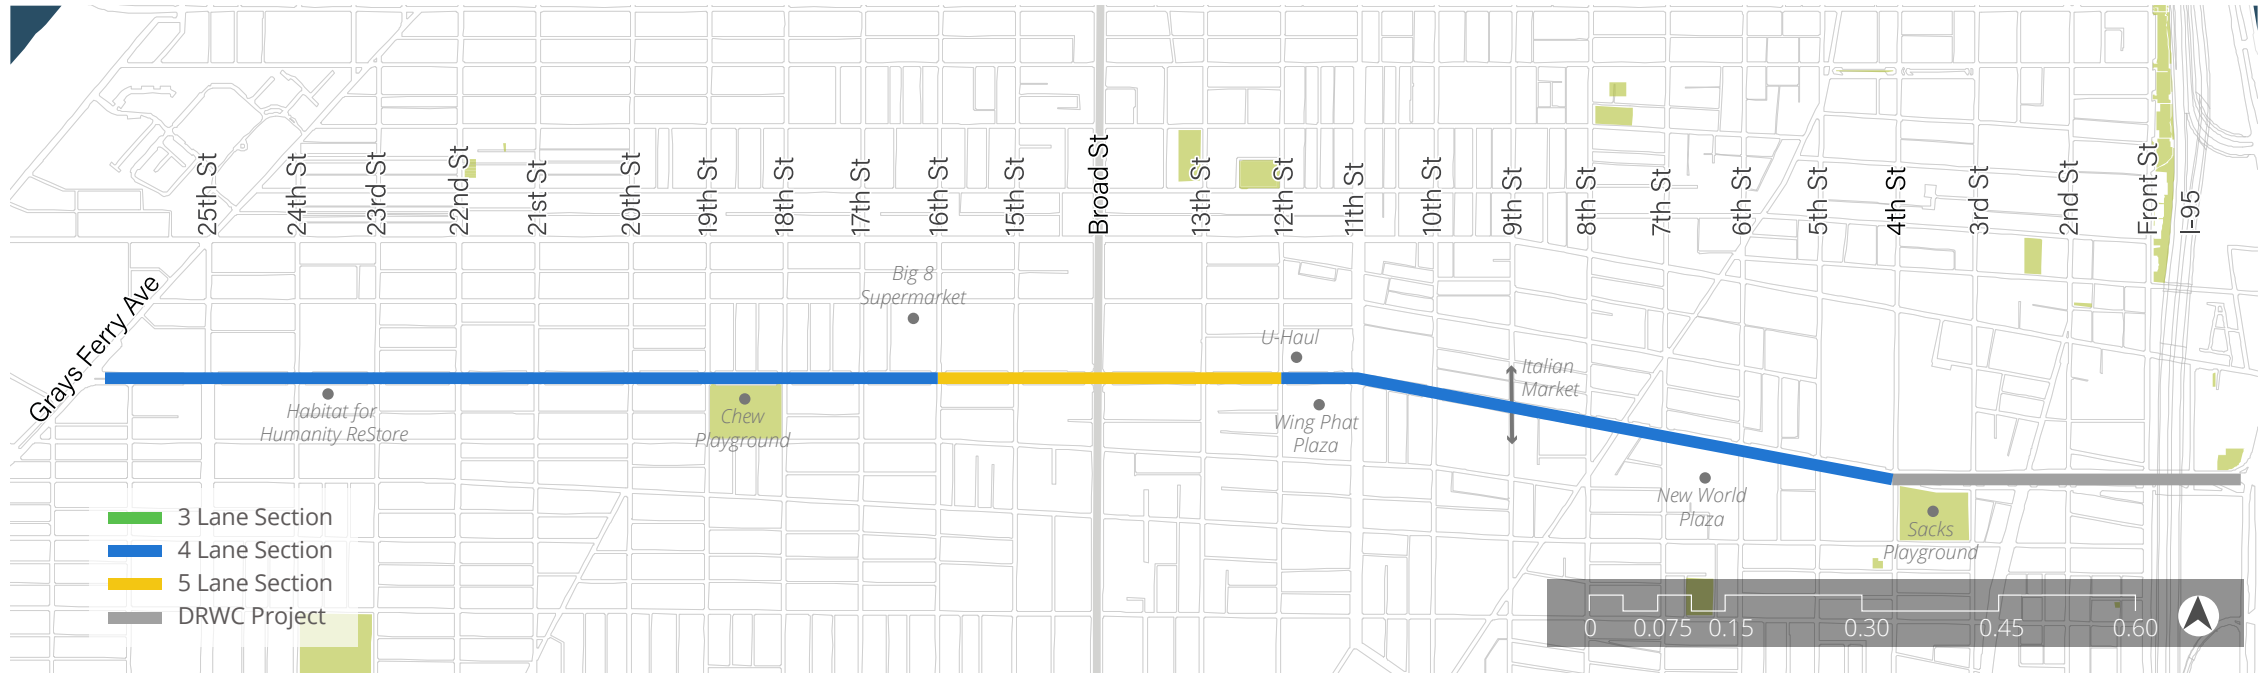 25th St
24th St
23rd St
22nd St
21st St
20th St
19th St
18th St
17th St
16th St
15th St
Broad St
13th St
12th St
11th St
10th St
9th St
8th St
7th St
6th St
5th St
4th St
3rd St
2nd St
Front St
I-95
Grays Ferry Ave
Big 8
Supermarket
U-Haul
Italian
Market
Habitat for
Humanity ReStore
Chew
Playground
Wing Phat
Plaza
New World
Plaza
Sacks
Playground
3 Lane Section
4 Lane Section
5 Lane Section
DRWC Project
0 0.075 0.15 0.30 0.45 0.60